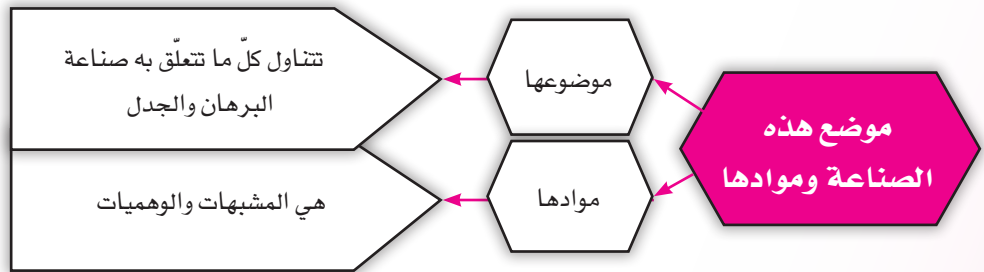 موضع هذه
الصناعة وموادها
موضوعها
تتناول كلّ ما تتعلّق به صناعة
البرهان والجدل
موادها
هي المشبهات والوهميات